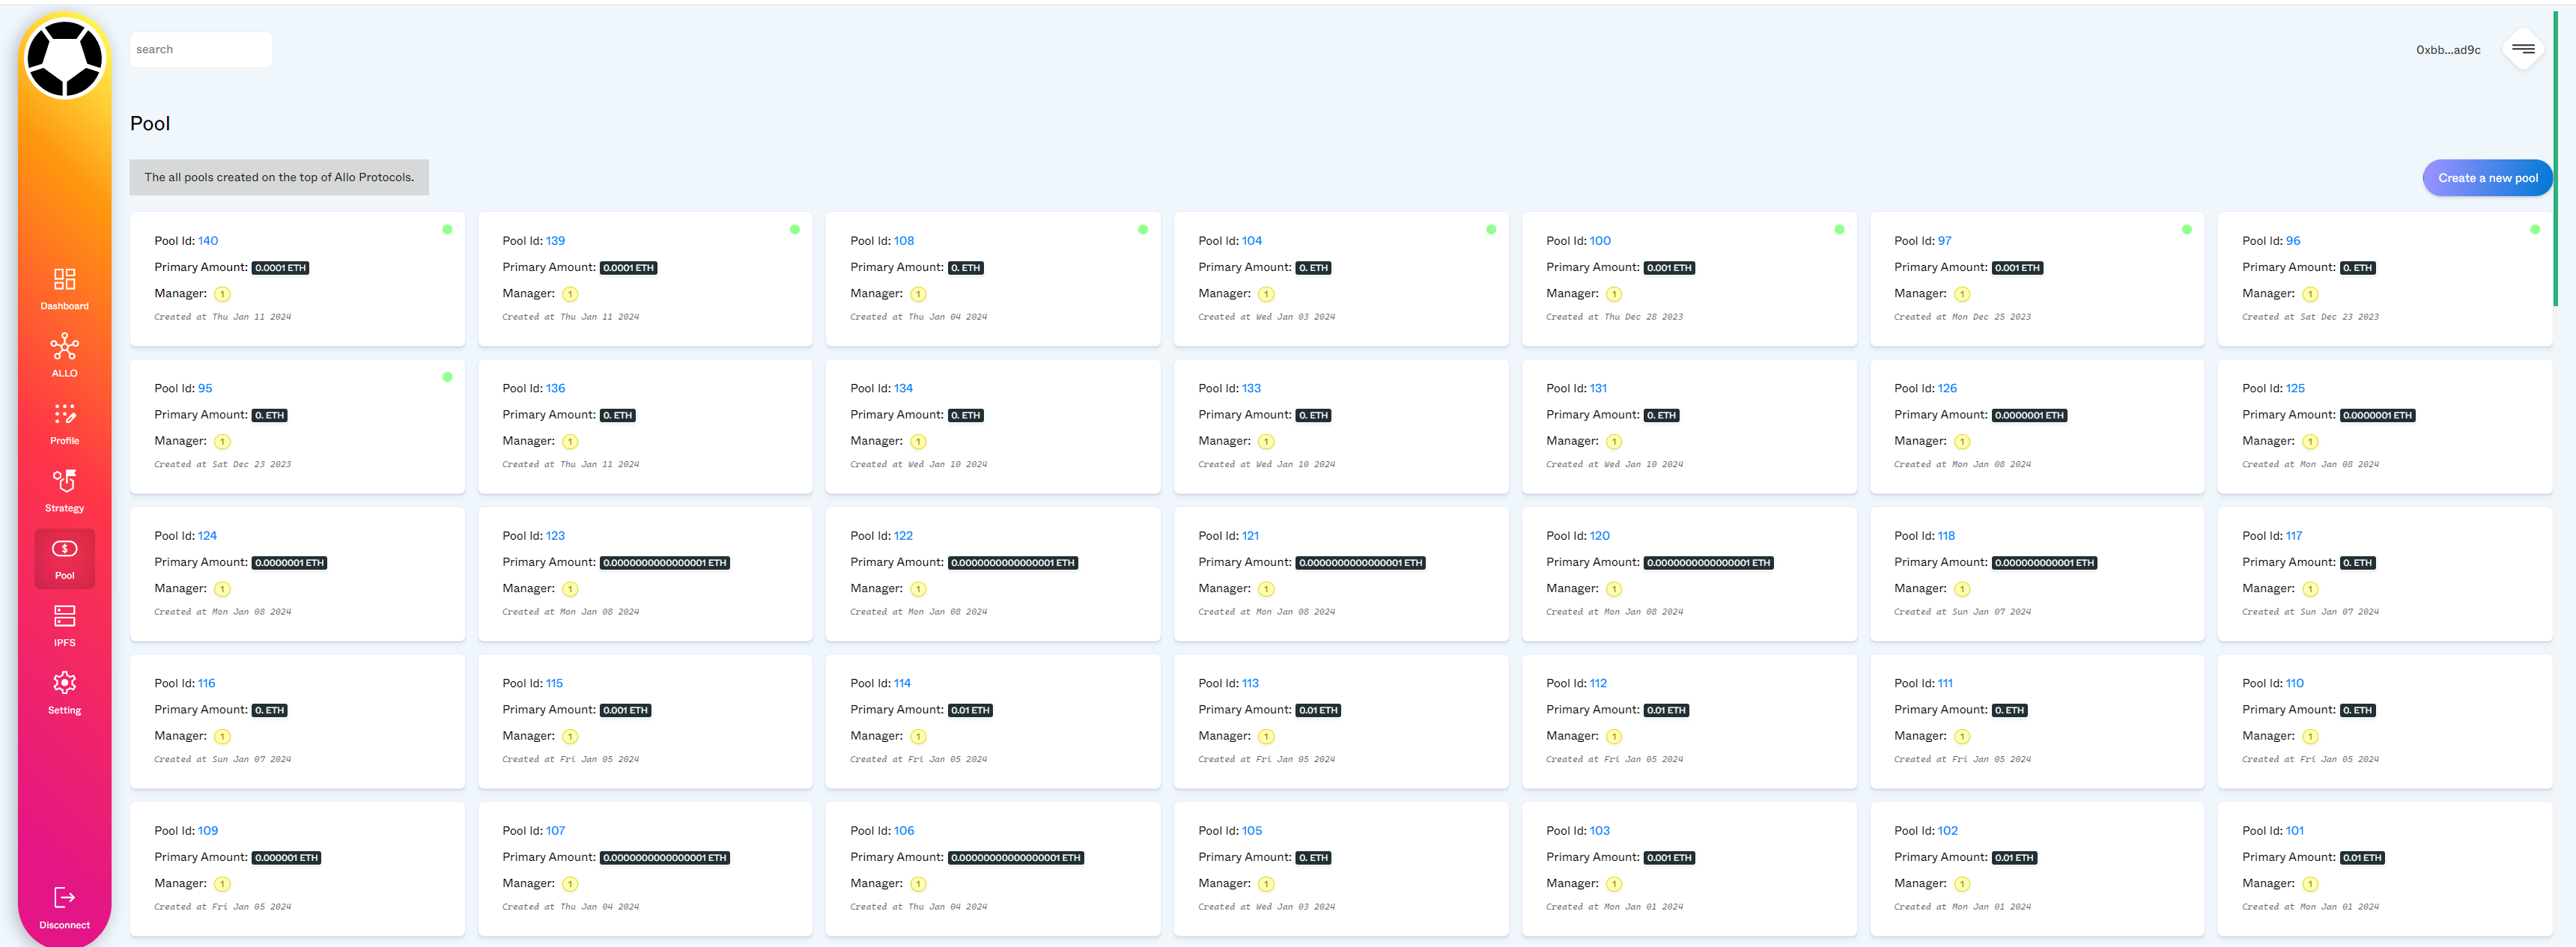 search
0xbb...ad9c
Pool
The all pools created on the top of Allo Protocols.
Create a new pool
Dashboard
ALLO
Profile
Strategy
Pool
IPFS
Setting
Disconnect
Pool Id: 140
Primary Amount: 0.0001 ETH
Manager: 1
Created at Thu Jan 11 2024
Pool Id: 139
Primary Amount: 0.0001 ETH
Manager: 1
Created at Thu Jan 11 2024
Pool Id: 108
Primary Amount: 0. ETH
Manager: 1
Created at Thu Jan 04 2024
Pool Id: 104
Primary Amount: 0. ETH
Manager: 1
Created at Wed Jan 03 2024
Pool Id: 100
Primary Amount: 0.001 ETH
Manager: 1
Created at Thu Dec 28 2023
Pool Id: 97
Primary Amount: 0.001 ETH
Manager: 1
Created at Mon Dec 25 2023
Pool Id: 96
Primary Amount: 0. ETH
Manager: 1
Created at Sat Dec 23 2023
Pool Id: 95
Primary Amount: 0. ETH
Manager: 1
Created at Sat Dec 23 2023
Pool Id: 136
Primary Amount: 0. ETH
Manager: 1
Created at Thu Jan 11 2024
Pool Id: 134
Primary Amount: 0. ETH
Manager: 1
Created at Wed Jan 10 2024
Pool Id: 133
Primary Amount: 0. ETH
Manager: 1
Created at Wed Jan 10 2024
Pool Id: 131
Primary Amount: 0. ETH
Manager: 1
Created at Wed Jan 10 2024
Pool Id: 126
Primary Amount: 0.0000001 ETH
Manager: 1
Created at Mon Jan 08 2024
Pool Id: 125
Primary Amount: 0.0000001 ETH
Manager: 1
Created at Mon Jan 08 2024
Pool Id: 124
Primary Amount: 0.0000001 ETH
Manager: 1
Created at Mon Jan 08 2024
Pool Id: 123
Primary Amount: 0.0000000000000001 ETH
Manager: 1
Created at Mon Jan 08 2024
Pool Id: 122
Primary Amount: 0.0000000000000001 ETH
Manager: 1
Created at Mon Jan 08 2024
Pool Id: 121
Primary Amount: 0.0000000000000001 ETH
Manager: 1
Created at Mon Jan 08 2024
Pool Id: 120
Primary Amount: 0.0000000000000001 ETH
Manager: 1
Created at Mon Jan 08 2024
Pool Id: 118
Primary Amount: 0.000000000001 ETH
Manager: 1
Created at Sun Jan 07 2024
Pool Id: 117
Primary Amount: 0. ETH
Manager: 1
Created at Sun Jan 07 2024
Pool Id: 116
Primary Amount: 0. ETH
Manager: 1
Created at Sun Jan 07 2024
Pool Id: 115
Primary Amount: 0.001 ETH
Manager: 1
Created at Fri Jan 05 2024
Pool Id: 114
Primary Amount: 0.01 ETH
Manager: 1
Created at Fri Jan 05 2024
Pool Id: 113
Primary Amount: 0.01 ETH
Manager: 1
Created at Fri Jan 05 2024
Pool Id: 112
Primary Amount: 0.01 ETH
Manager: 1
Created at Fri Jan 05 2024
Pool Id: 111
Primary Amount: 0. ETH
Manager: 1
Created at Fri Jan 05 2024
Pool Id: 110
Primary Amount: 0. ETH
Manager: 1
Created at Fri Jan 05 2024
Pool Id: 109
Primary Amount: 0.000001 ETH
Manager: 1
Created at Fri Jan 05 2024
Pool Id: 107
Primary Amount: 0.0000000000000001 ETH
Manager: 1
Created at Thu Jan 04 2024
Pool Id: 106
Primary Amount: 0.00000000000000001 ETH
Manager: 1
Created at Thu Jan 04 2024
Pool Id: 105
Primary Amount: 0. ETH
Manager: 1
Created at Wed Jan 03 2024
Pool Id: 103
Primary Amount: 0.001 ETH
Manager: 1
Created at Mon Jan 01 2024
Pool Id: 102
Primary Amount: 0.01 ETH
Manager: 1
Created at Mon Jan 01 2024
Pool Id: 101
Primary Amount: 0.01 ETH
Manager: 1
Created at Mon Jan 01 2024